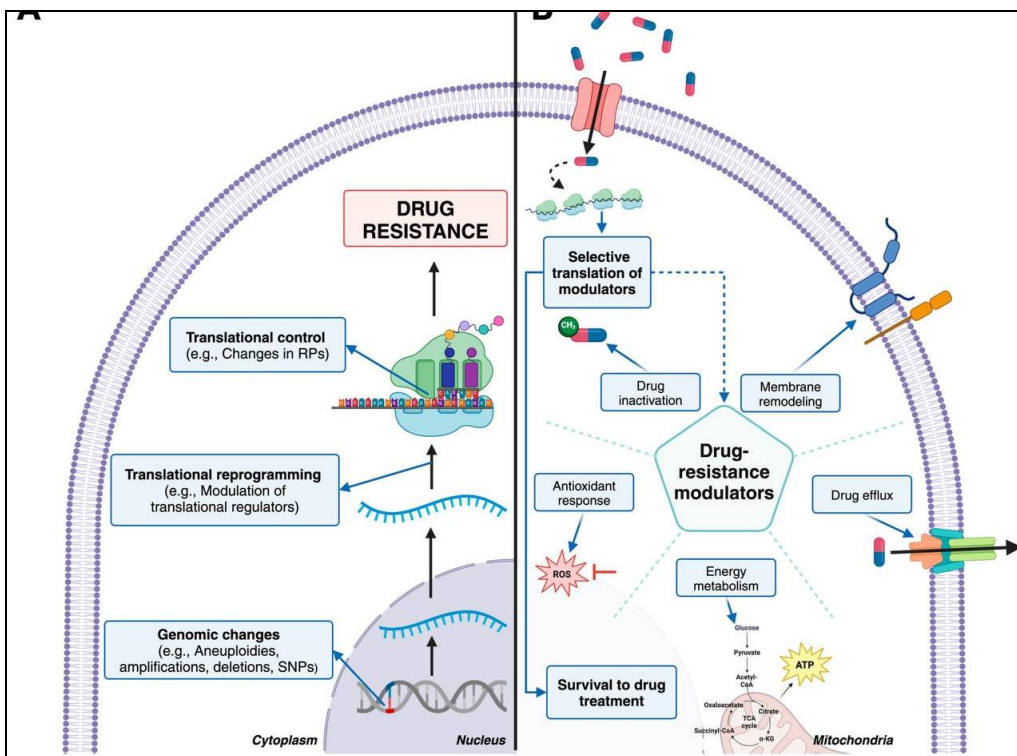 A
B
DRUG
RESISTANCE
Translational control
(e.g., Changes in RPs)
Translational reprogramming
(e.g., Modulation of
translational regulators)
Genomic changes
(e.g., Aneuploidies,
amplifications, deletions, SNPs)
Cytoplasm
Nucleus
Selective
translation of
modulators
CH₃
Drug
inactivation
Membrane
remodeling
Drug-
resistance
modulators
Antioxidant
response
ROS
Drug efflux
Energy
metabolism
Glucose
Pyruvate
Acetyl-
CoA
Oxaloacetate
Citrate
TCA
cycle
Succinyl-CoA
α-KG
ATP
Survival to drug
treatment
Mitochondria